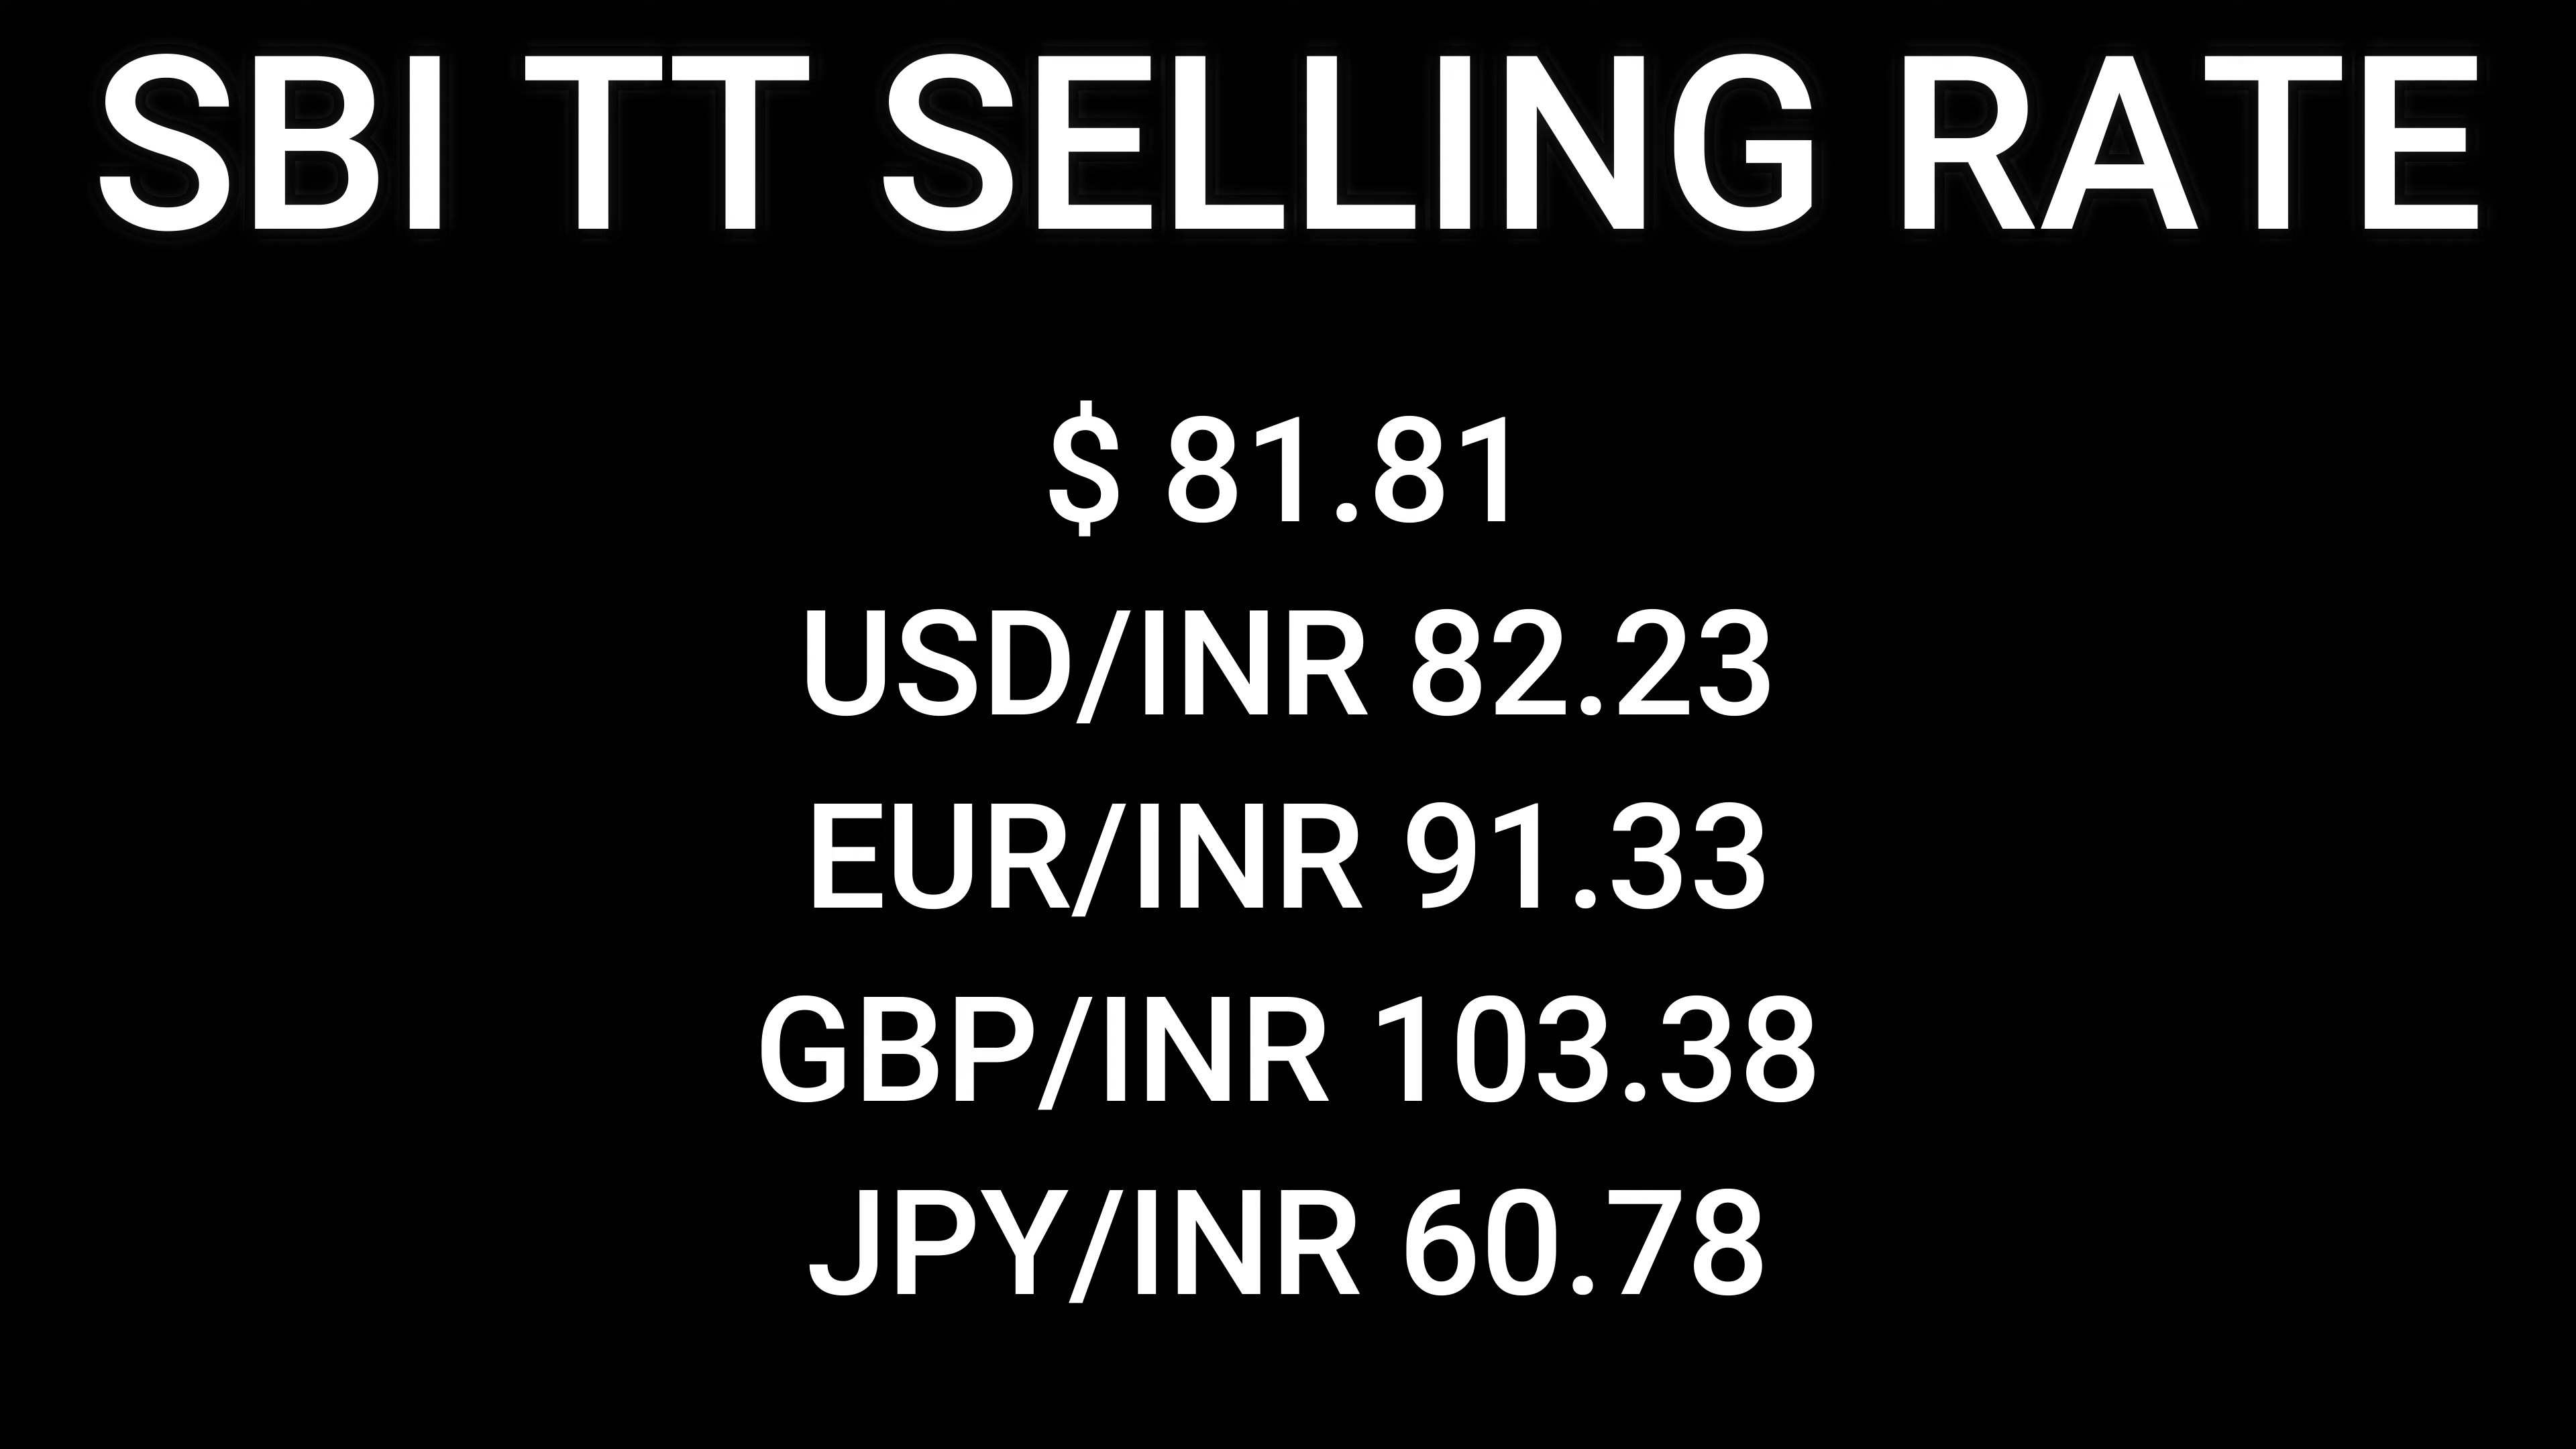 SBI TT SELLING RATE
$ 81.81
USD/INR 82.23
EUR/INR 91.33
GBP/INR 103.38
JPY/INR 60.78